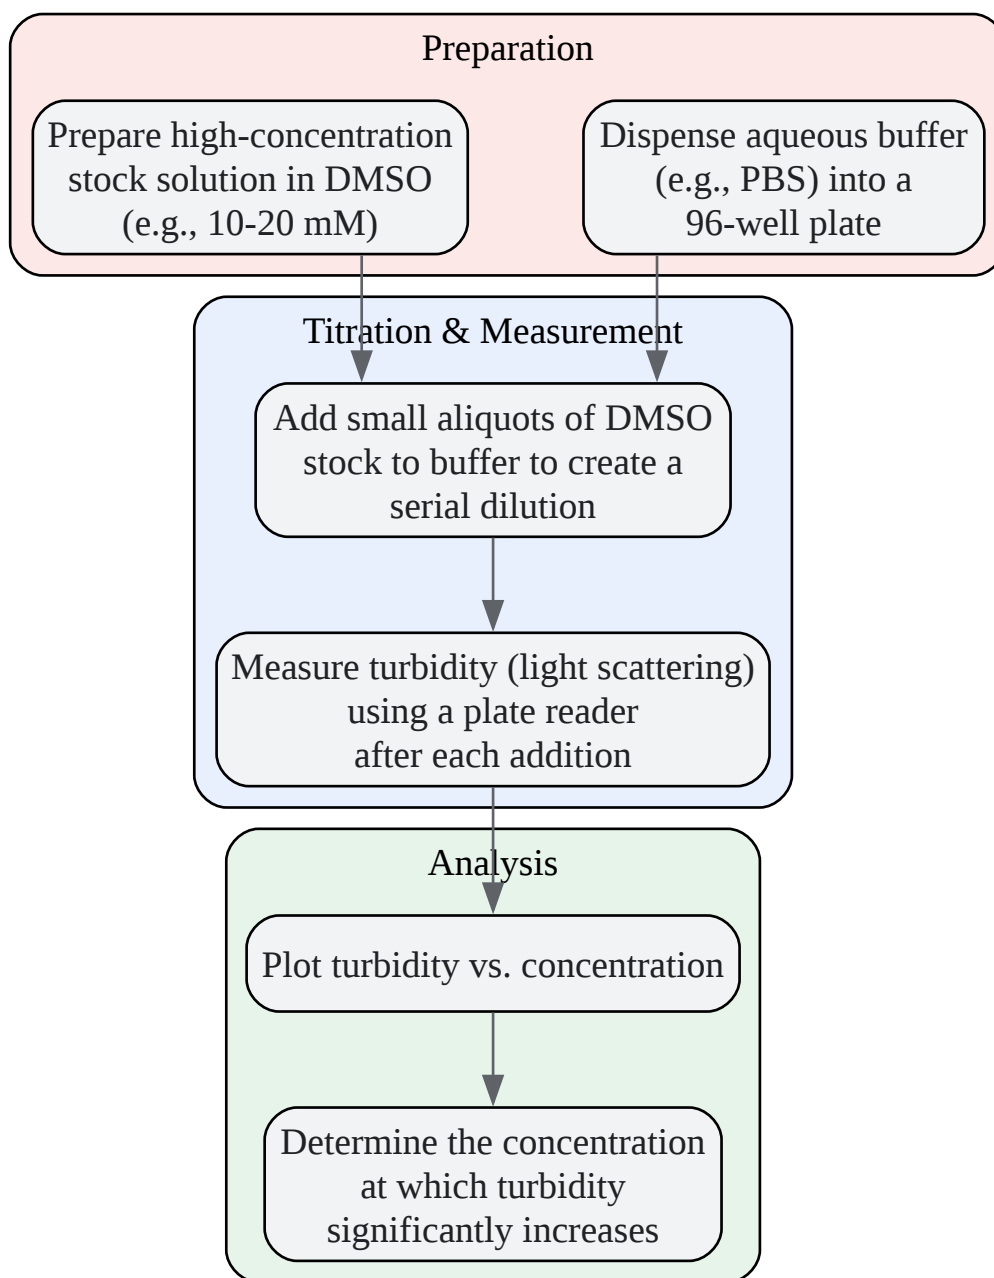 Preparation
Prepare high-concentration
stock solution in DMSO
(e.g., 10-20 mM)
Dispense aqueous buffer
(e.g., PBS) into a
96-well plate
Titration & Measurement
Add small aliquots of DMSO
stock to buffer to create a
serial dilution
Measure turbidity (light scattering)
using a plate reader
after each addition
Analysis
Plot turbidity vs. concentration
Determine the concentration
at which turbidity
significantly increases